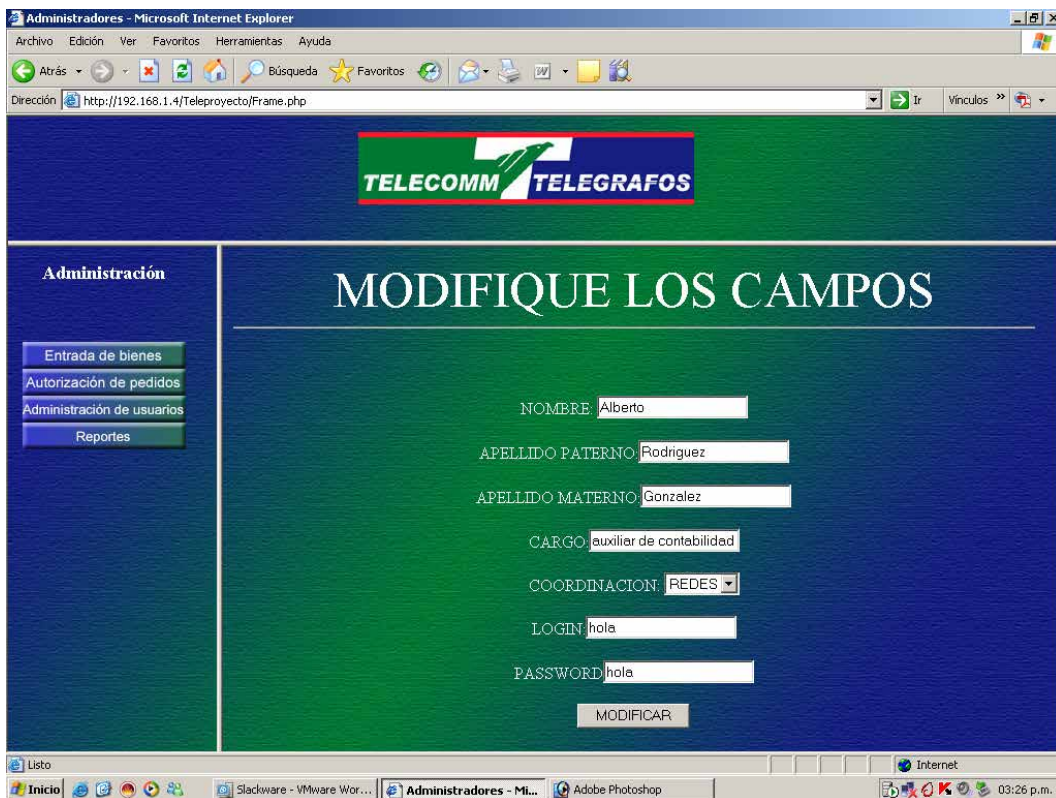 Administradores - Microsoft Internet Explorer
Archivo Edición Ver Favoritos Herramientas Ayuda
Atrás Búsqueda Favoritos
Dirección http://192.168.1.4/Teleproyecto/Frame.php Ir Vínculos »
TELECOMM TELEGRAFOS
Administración
Entrada de bienes
Autorización de pedidos
Administración de usuarios
Reportes
MODIFIQUE LOS CAMPOS
NOMBRE: Alberto
APELLIDO PATERNO: Rodriguez
APELLIDO MATERNO: Gonzalez
CARGO: auxiliar de contabilidad
COORDINACION: REDES
LOGIN: hola
PASSWORD hola
MODIFICAR
Listo Internet
Inicio Slackware - VMware Wor... Administradores - Mi... Adobe Photoshop 03:26 p.m.